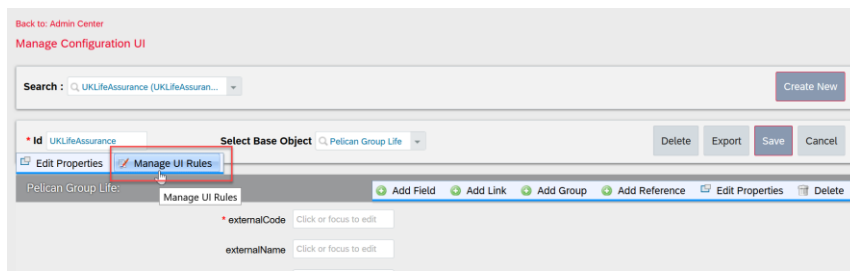 Back to: Admin Center
Manage Configuration UI
Search : UKLifeAssurance (UKLifeAssuran... Create New
* Id UKLifeAssurance Select Base Object Pelican Group Life Delete Export Save Cancel
Edit Properties Manage UI Rules
Pelican Group Life: Add Field Add Link Add Group Add Reference Edit Properties Delete
Manage UI Rules
* externalCode Click or focus to edit
externalName Click or focus to edit